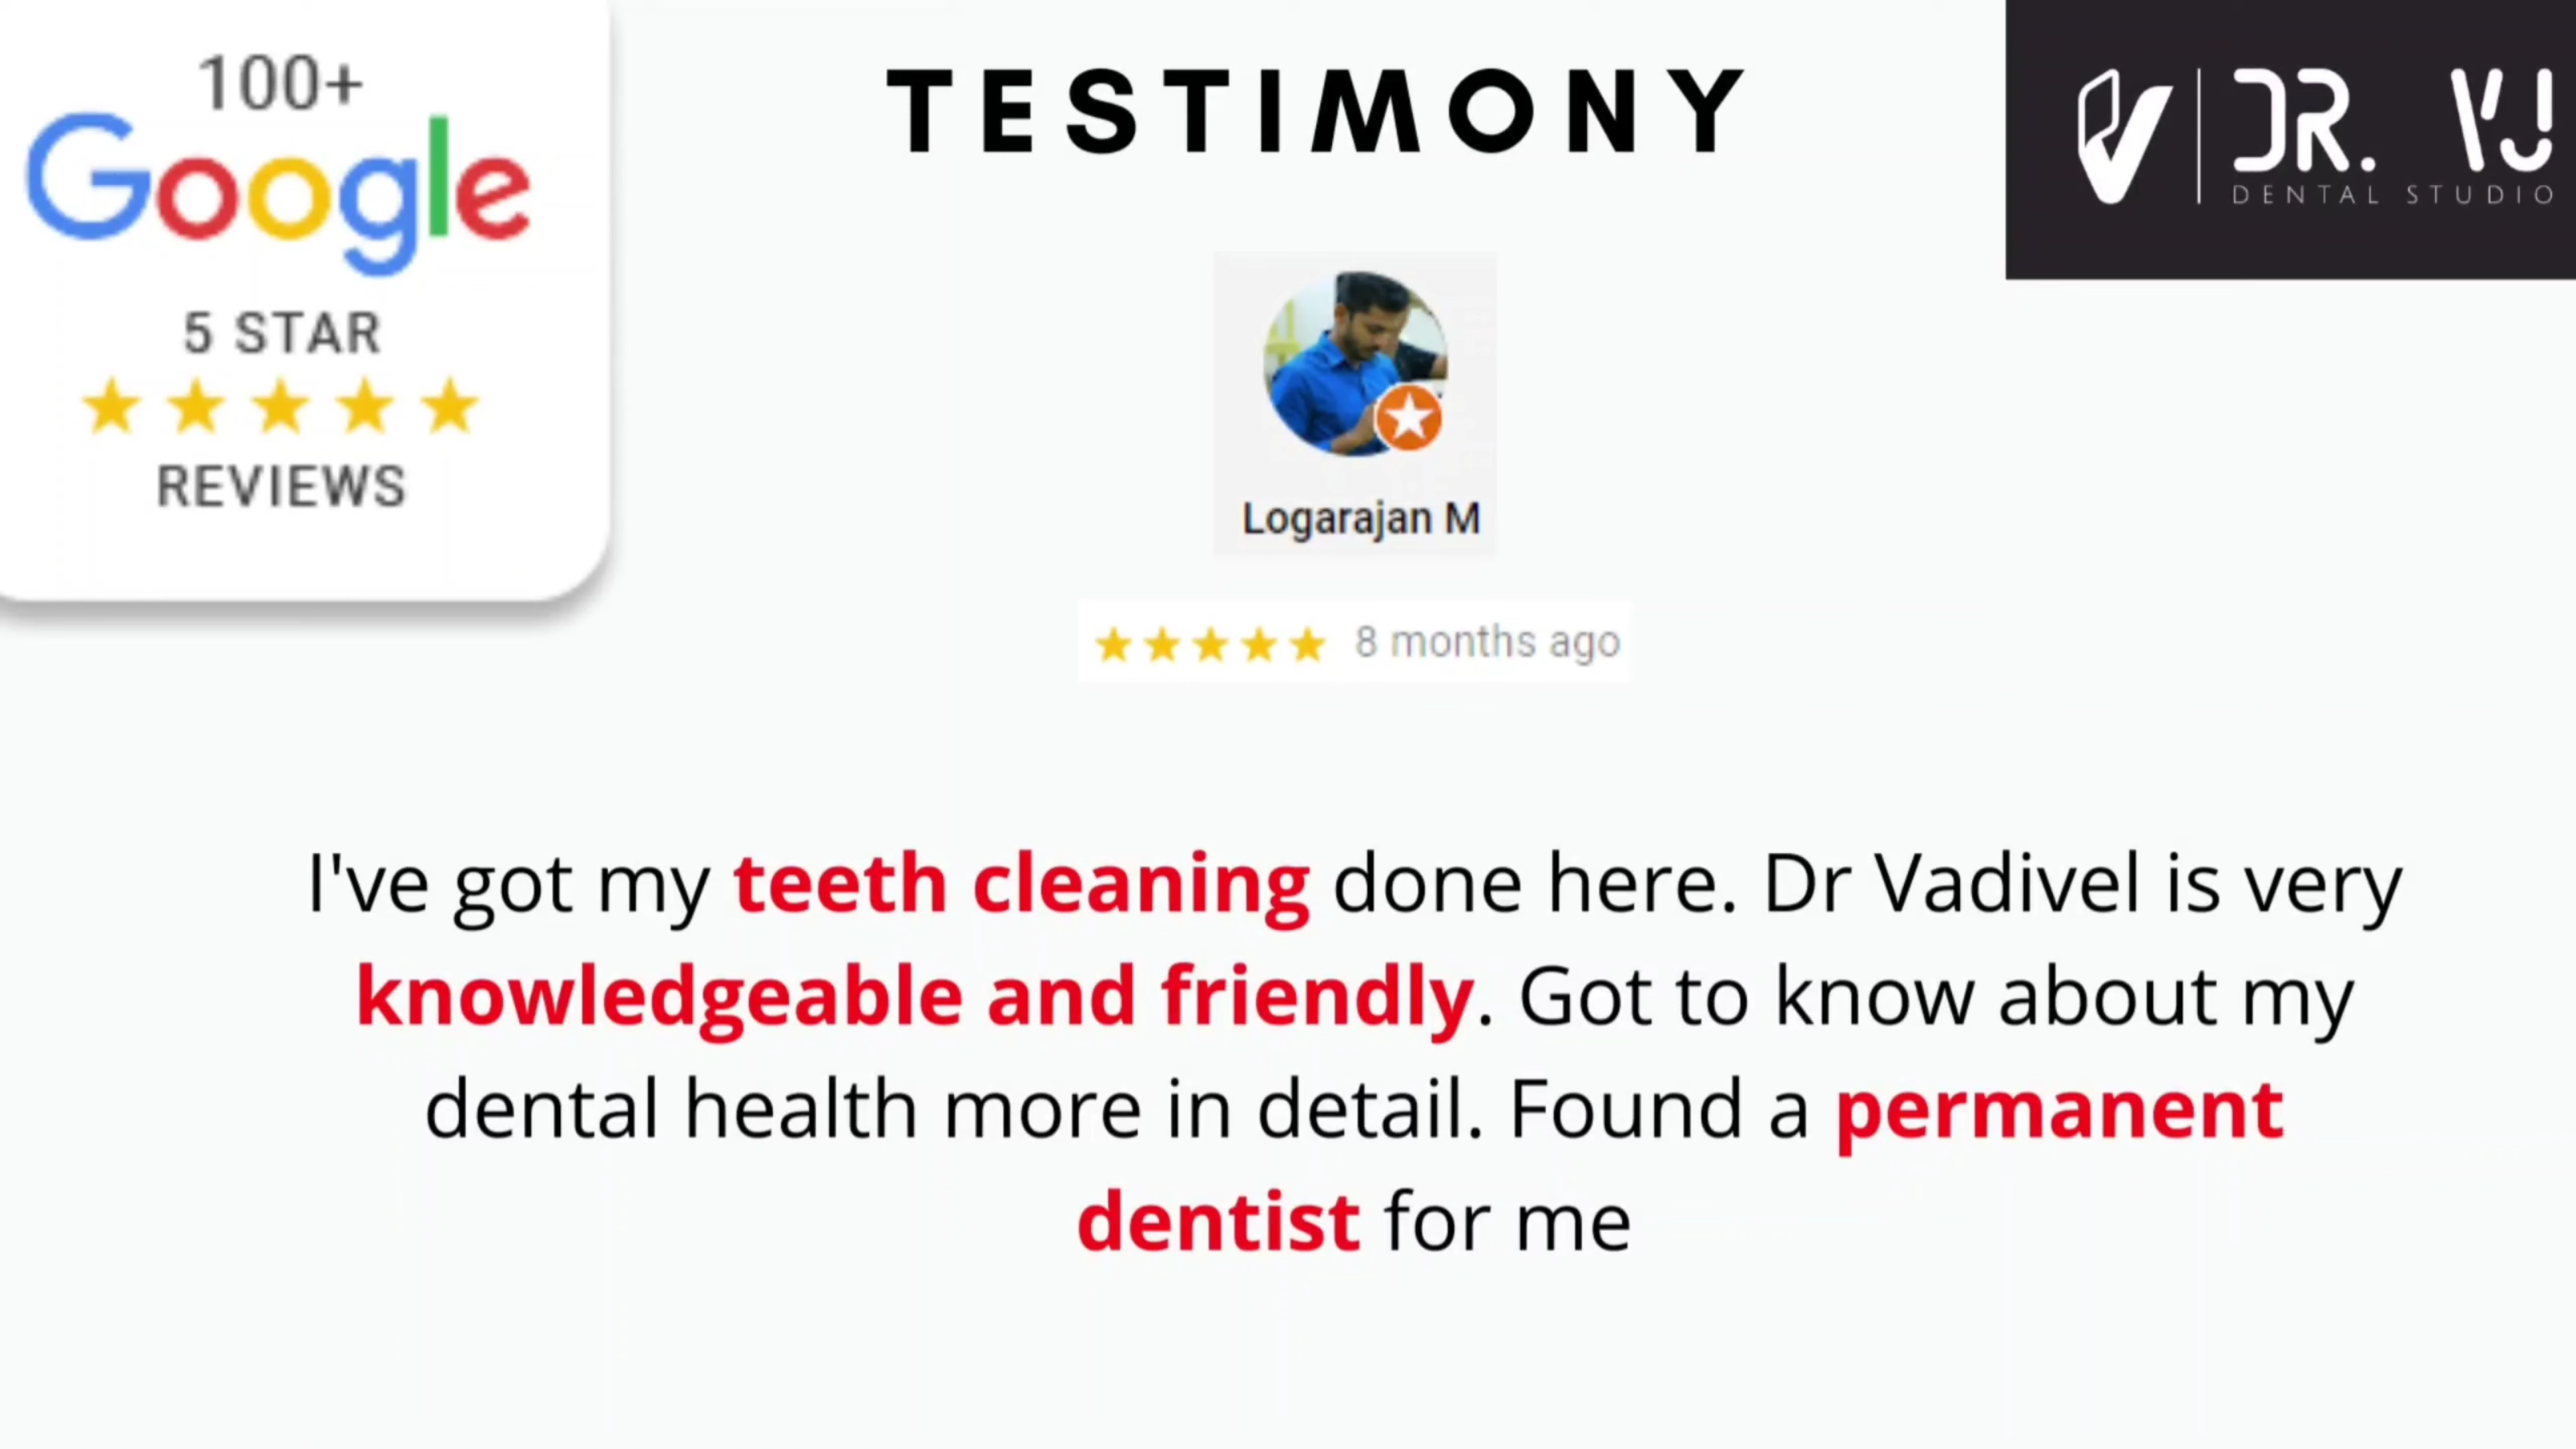 100+
Google
5 STAR
REVIEWS
TESTIMONY
DR. VJ
DENTAL STUDIO
Logarajan M
8 months ago
I've got my teeth cleaning done here. Dr Vadivel is very
knowledgeable and friendly. Got to know about my
dental health more in detail. Found a permanent
dentist for me